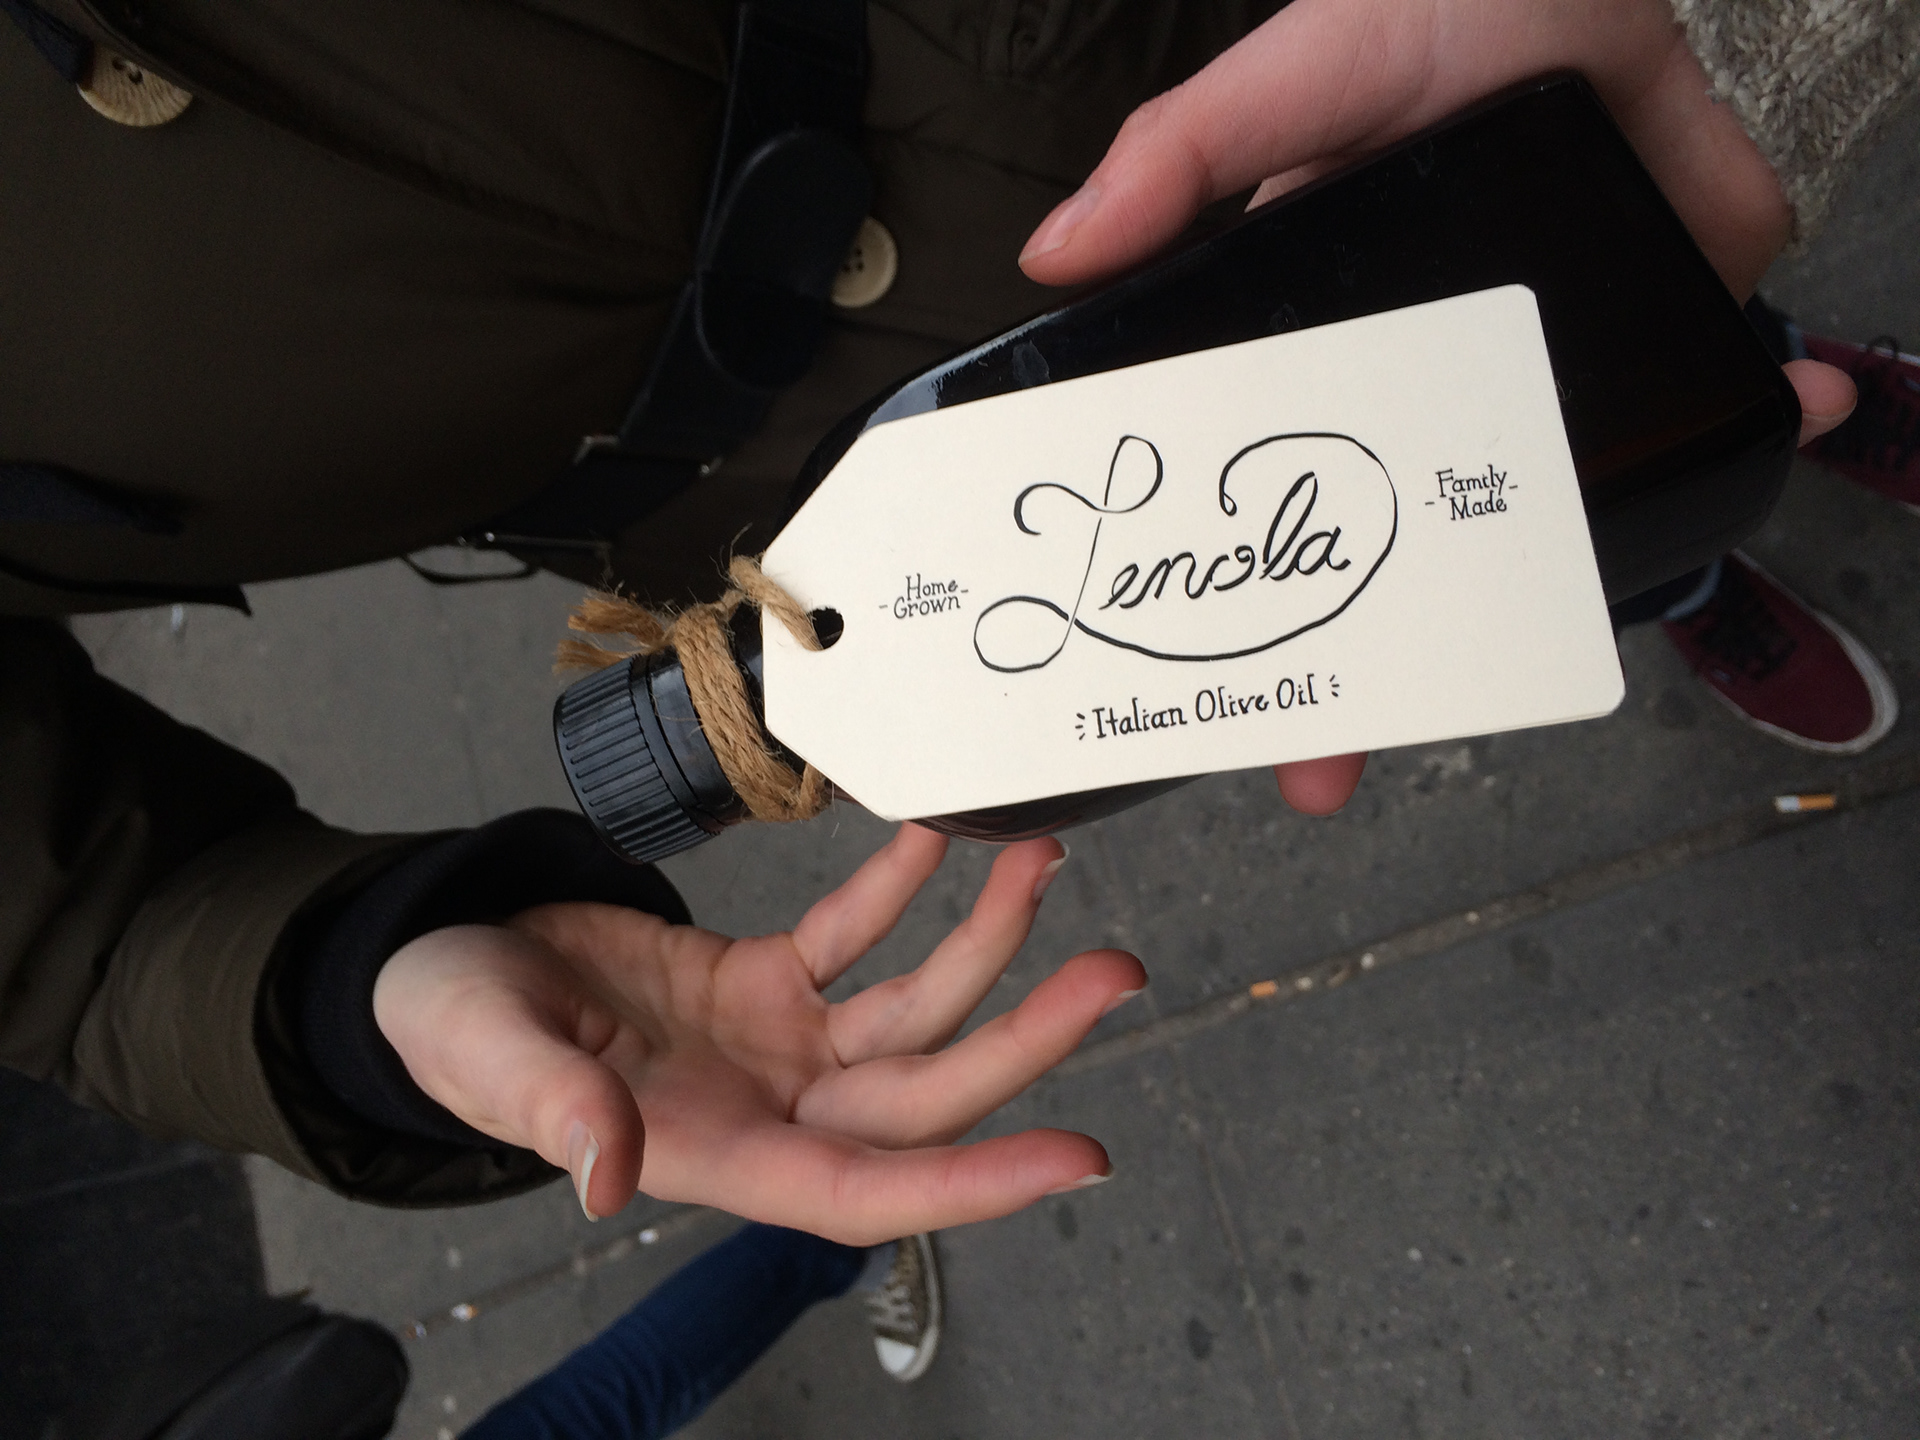 - Home -
Grown
Lenola
- Family -
Made
Italian Olive Oil